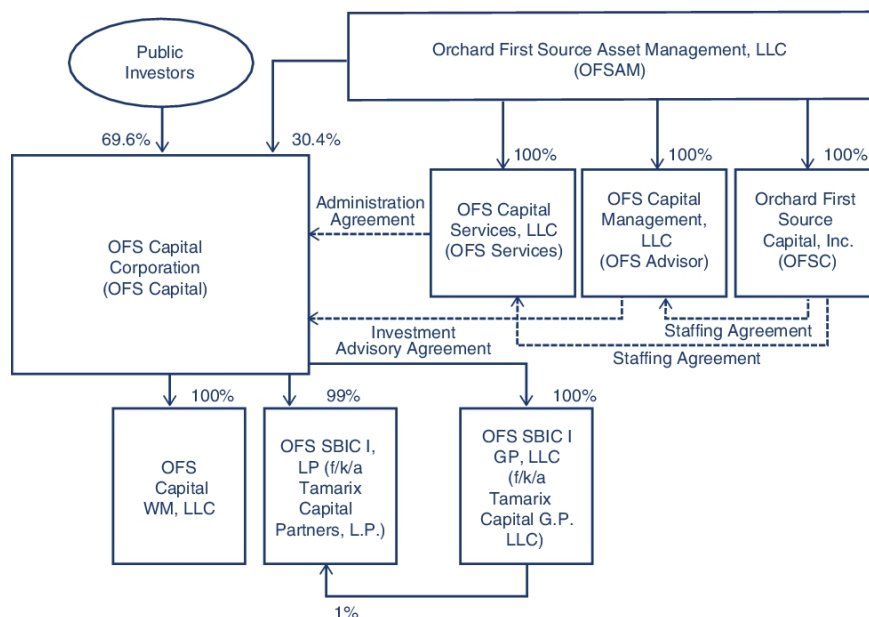 Public
Investors
Orchard First Source Asset Management, LLC
(OFSAM)
69.6%
30.4%
100%
100%
100%
OFS Capital
Corporation
(OFS Capital)
Administration
Agreement
OFS Capital
Services, LLC
(OFS Services)
OFS Capital
Management,
LLC
(OFS Advisor)
Orchard First
Source
Capital, Inc.
(OFSC)
Investment
Advisory Agreement
Staffing Agreement
Staffing Agreement
100%
99%
100%
OFS
Capital
WM, LLC
OFS SBIC I,
LP (f/k/a
Tamarix
Capital
Partners, L.P.)
OFS SBIC I
GP, LLC
(f/k/a
Tamarix
Capital G.P.
LLC)
1%